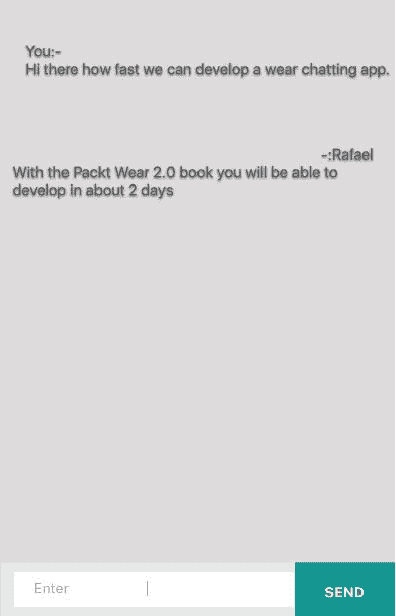 You:-
Hi there how fast we can develop a wear chatting app.
-:Rafael
With the Packt Wear 2.0 book you will be able to
develop in about 2 days
Enter
SEND